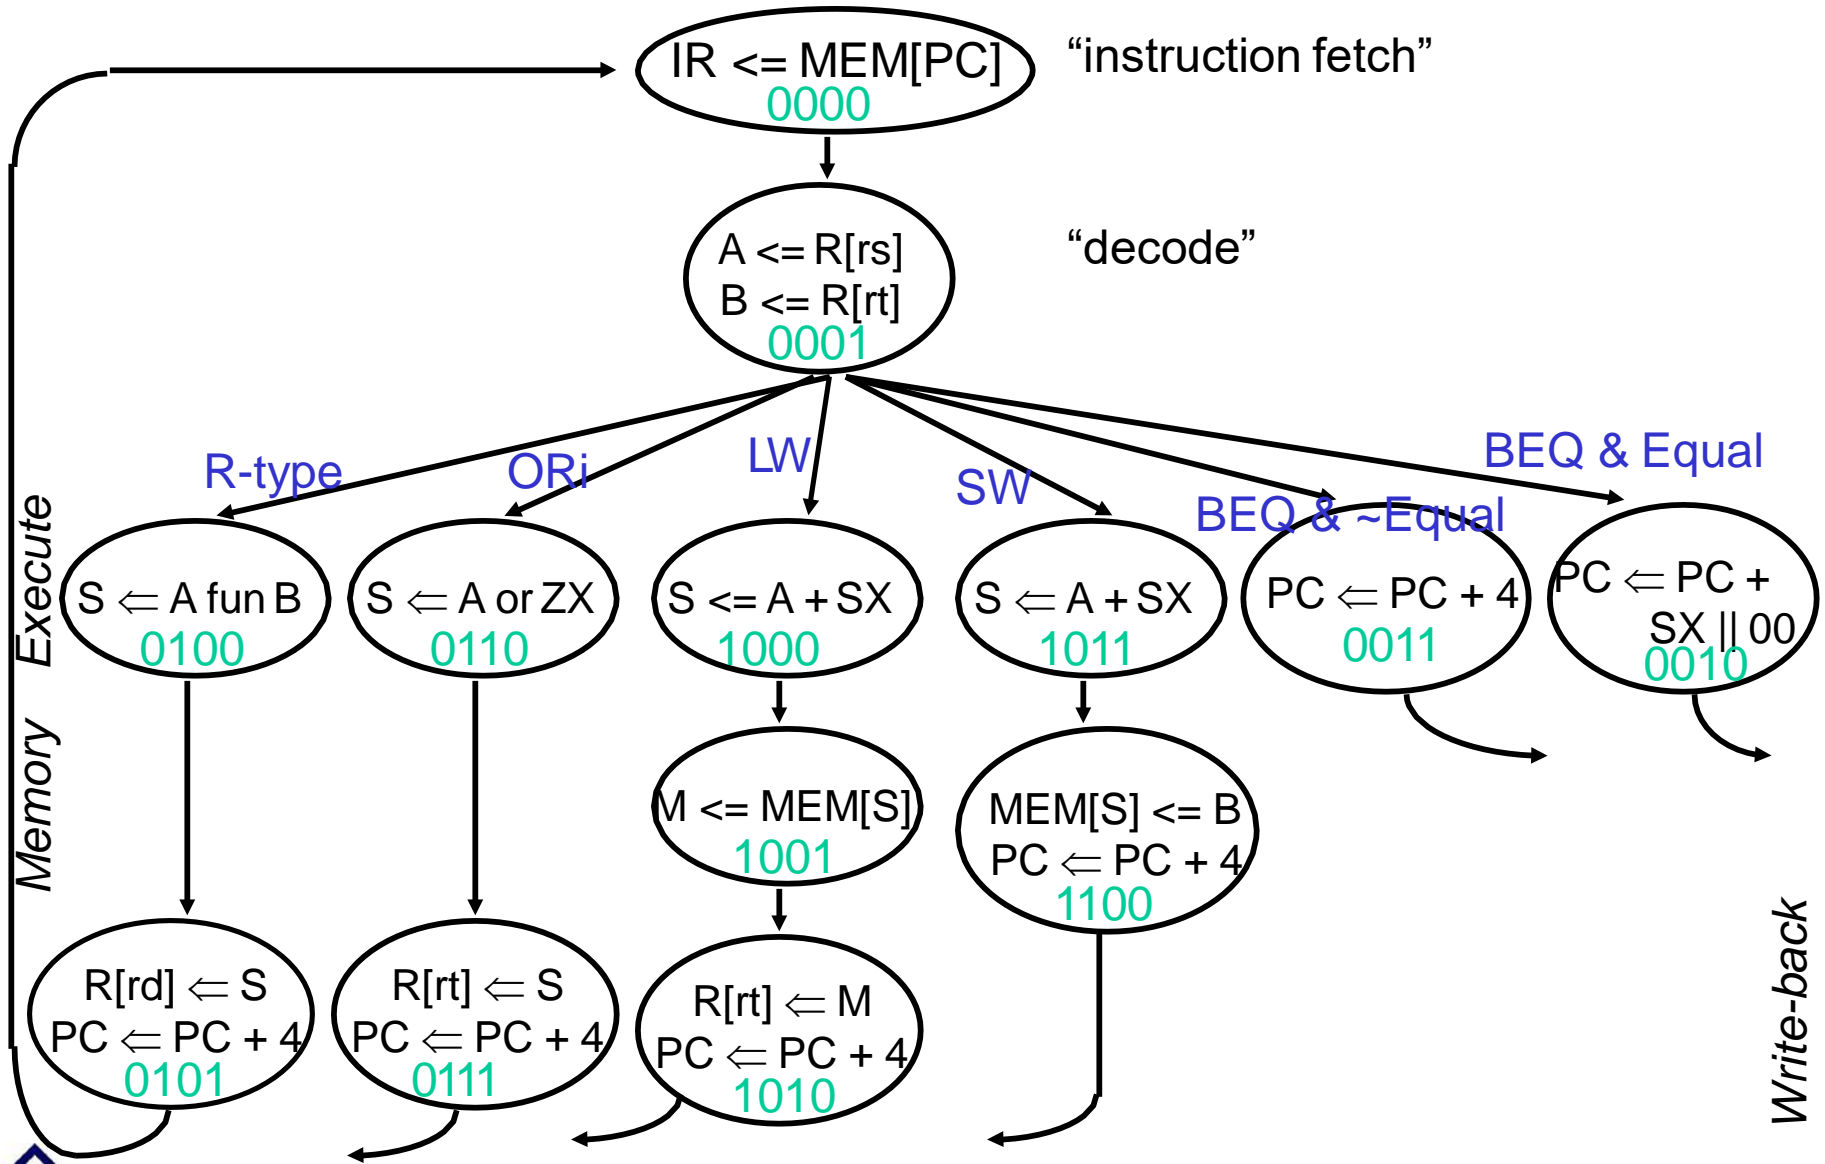 IR <= MEM[PC]
0000
“instruction fetch”
A <= R[rs]
B <= R[rt]
0001
“decode”
R-type
ORi
LW
SW
BEQ & ~Equal
BEQ & Equal
Execute
S ⇐ A fun B
0100
S ⇐ A or ZX
0110
S <= A + SX
1000
S ⇐ A + SX
1011
PC ⇐ PC + 4
0011
PC ⇐ PC +
SX || 00
0010
Memory
M <= MEM[S]
1001
MEM[S] <= B
PC ⇐ PC + 4
1100
R[rd] ⇐ S
PC ⇐ PC + 4
0101
R[rt] ⇐ S
PC ⇐ PC + 4
0111
R[rt] ⇐ M
PC ⇐ PC + 4
1010
Write-back